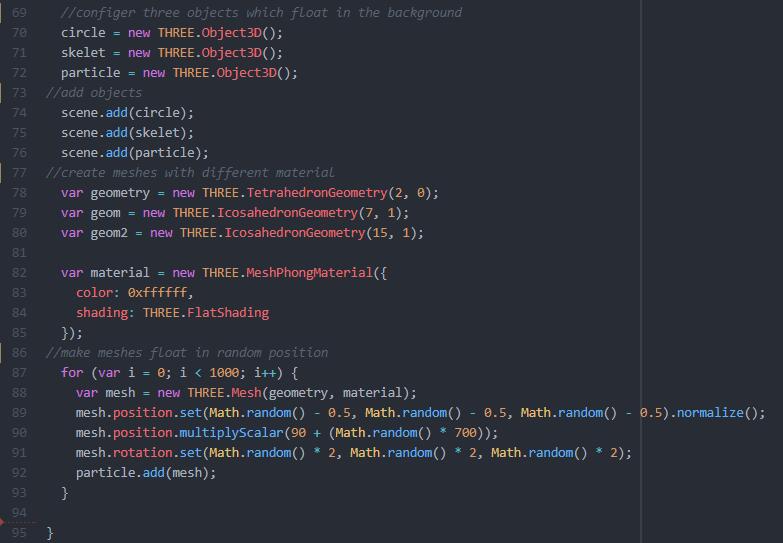 69 //configer three objects which float in the background
70 circle = new THREE.Object3D();
71 skelet = new THREE.Object3D();
72 particle = new THREE.Object3D();
73 //add objects
74 scene.add(circle);
75 scene.add(skelet);
76 scene.add(particle);
77 //create meshes with different material
78 var geometry = new THREE.TetrahedronGeometry(2, 0);
79 var geom = new THREE.IcosahedronGeometry(7, 1);
80 var geom2 = new THREE.IcosahedronGeometry(15, 1);
81
82 var material = new THREE.MeshPhongMaterial({
83 color: 0xffffff,
84 shading: THREE.FlatShading
85 });
86 //make meshes float in random position
87 for (var i = 0; i < 1000; i++) {
88 var mesh = new THREE.Mesh(geometry, material);
89 mesh.position.set(Math.random() - 0.5, Math.random() - 0.5, Math.random() - 0.5).normalize();
90 mesh.position.multiplyScalar(90 + (Math.random() * 700));
91 mesh.rotation.set(Math.random() * 2, Math.random() * 2, Math.random() * 2);
92 particle.add(mesh);
93 }
94
95 }